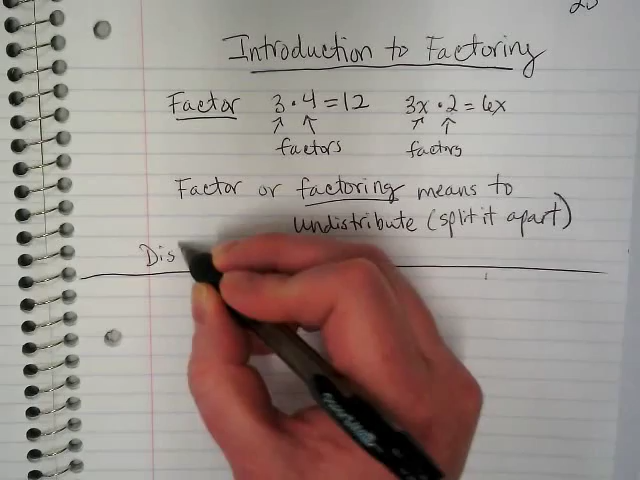 Introduction to Factoring
Factor 3 · 4 = 12 3x · 2 = 6x
factors factors
Factor or factoring means to
undistribute (split it apart)
Dis